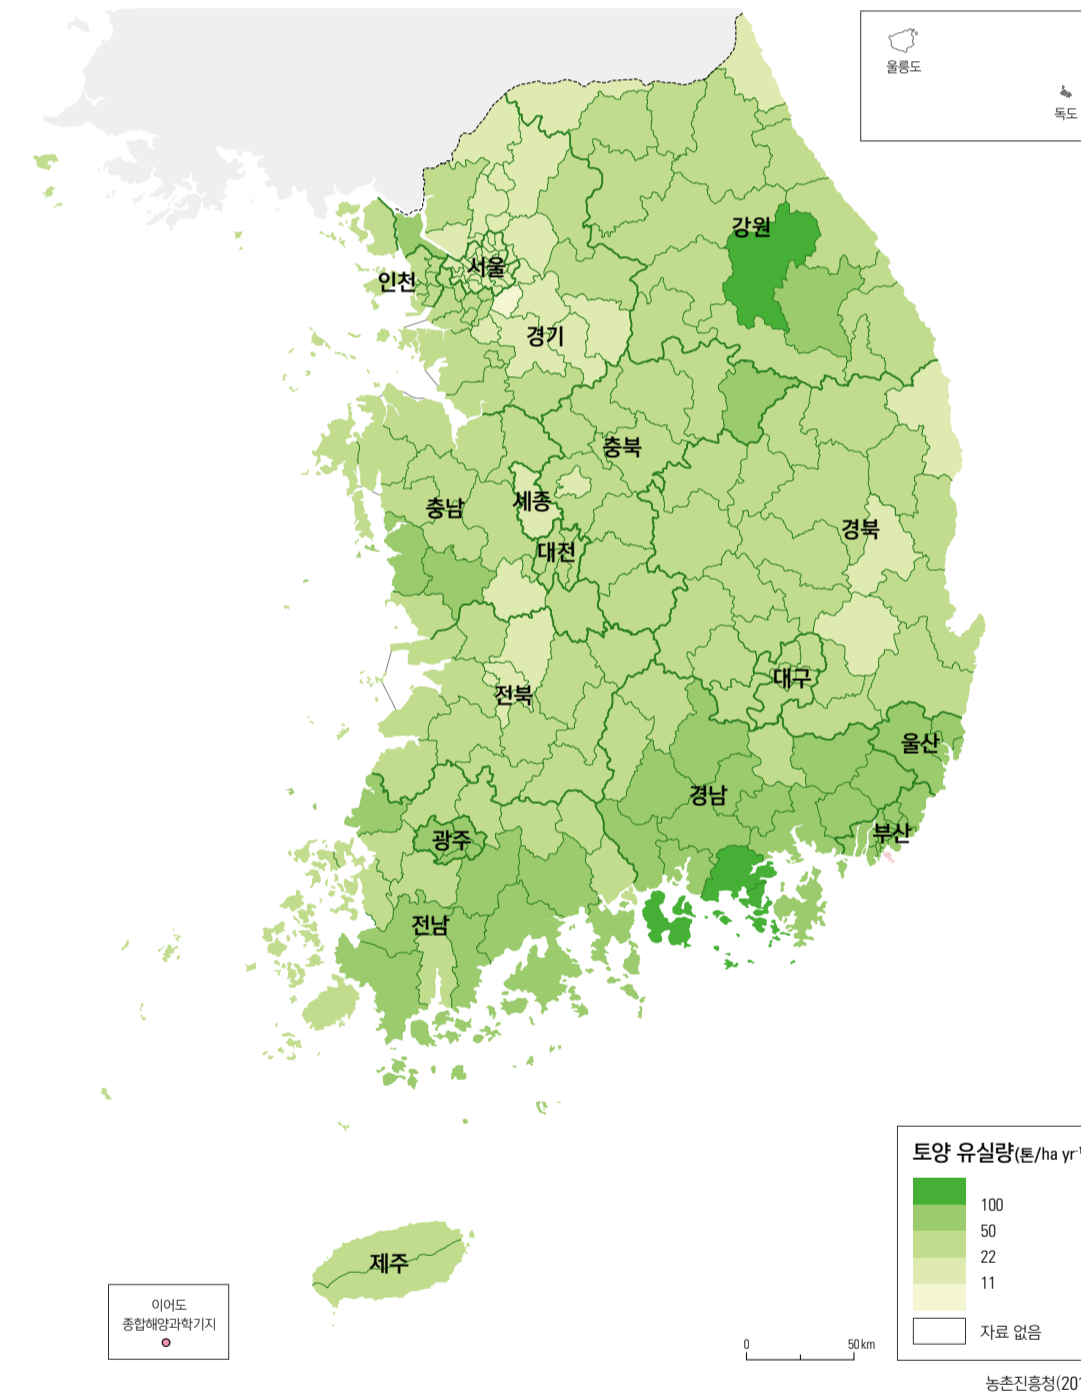 울릉도
독도
강원
서울
인천
경기
충북
충남
세종
경북
대전
대구
전북
울산
경남
부산
광주
전남
제주
토양 유실량(톤/ha yr⁻¹
100
50
22
11
자료 없음
이어도
종합해양과학기지
0 50 km
농촌진흥청(20